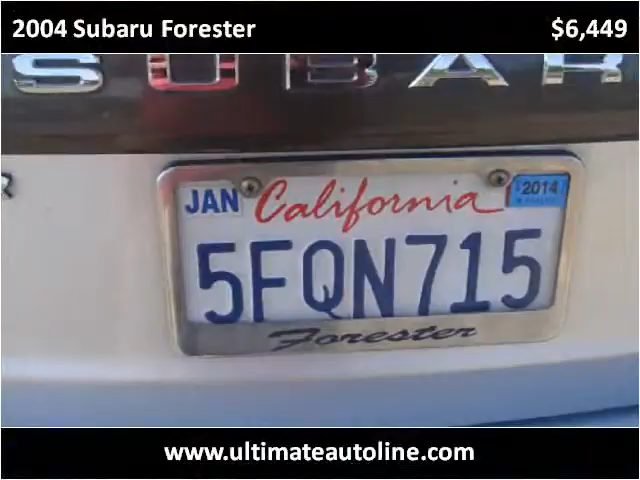 2004 Subaru Forester $6,449
SUBAR
R
JAN California 2014
5FQN715
Forester
www.ultimateautoline.com